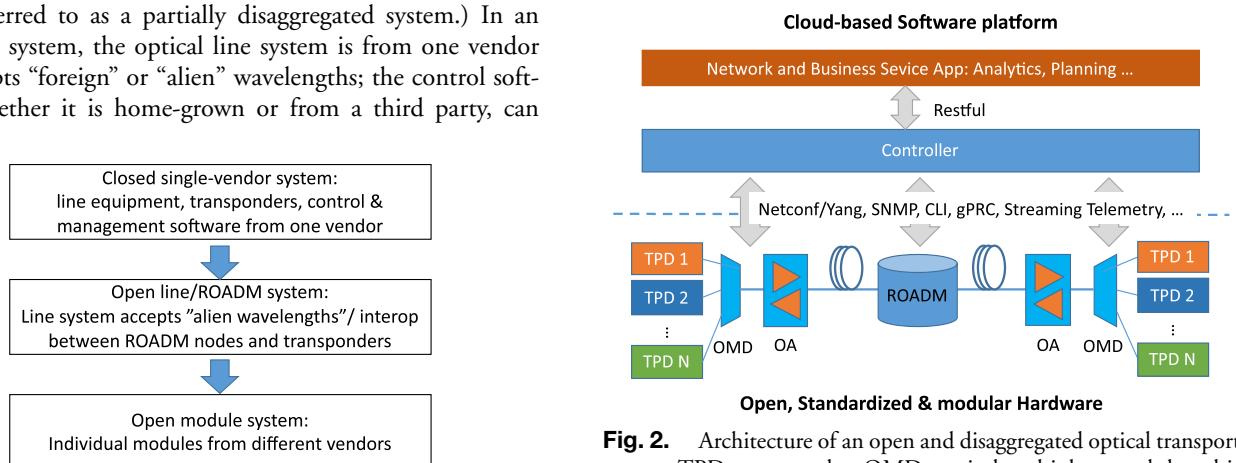 erred to as a partially disaggregated system.) In an
system, the optical line system is from one vendor
pts “foreign” or “alien” wavelengths; the control soft-
ether it is home-grown or from a third party, can
Closed single-vendor system:
line equipment, transponders, control &
management software from one vendor
Open line/ROADM system:
Line system accepts ”alien wavelengths”/ interop
between ROADM nodes and transponders
Open module system:
Individual modules from different vendors
Cloud-based Software platform
Network and Business Sevice App: Analytics, Planning ...
Restful
Controller
Netconf/Yang, SNMP, CLI, gPRC, Streaming Telemetry, ...
TPD 1
TPD 2
...
TPD N
OMD
OA
ROADM
OA
OMD
TPD 1
TPD 2
...
TPD N
Open, Standardized & modular Hardware
Fig. 2. Architecture of an open and disaggregated optical transport